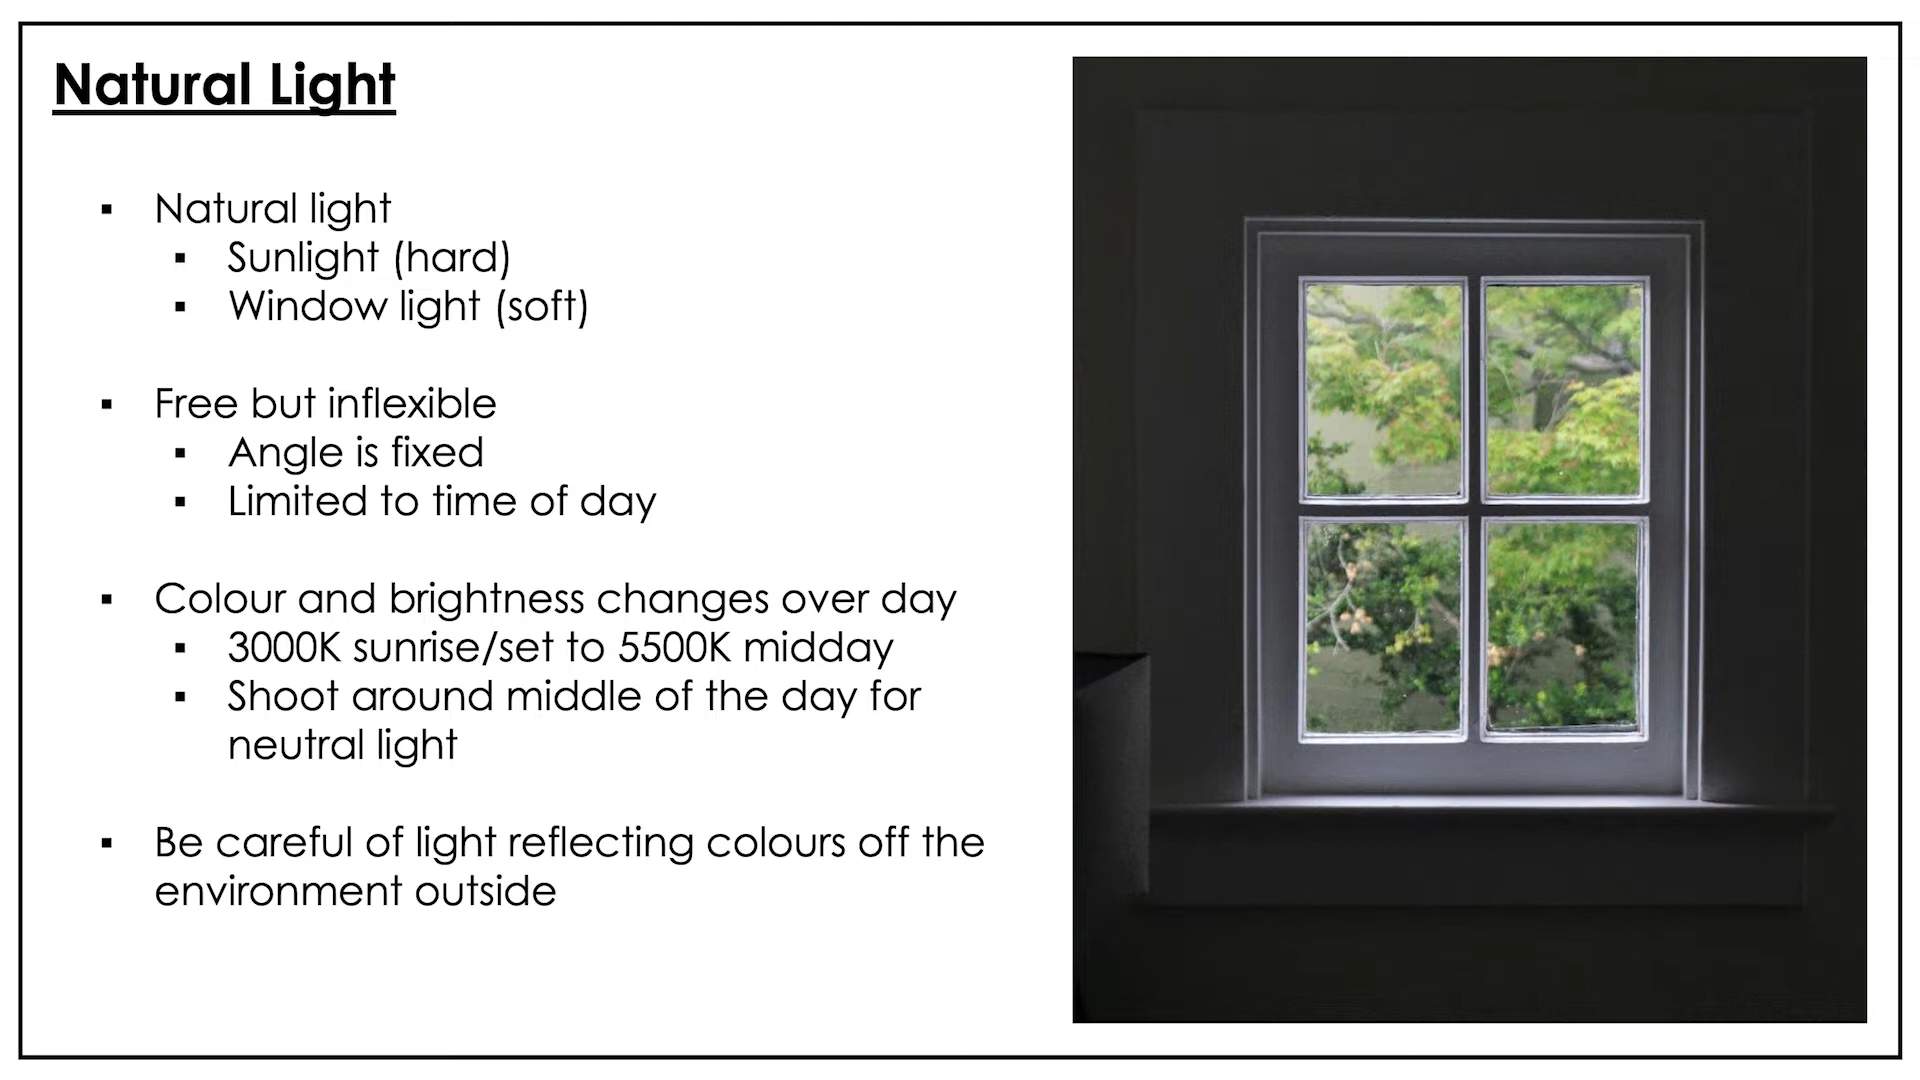 Natural Light
▪ Natural light
▪ Sunlight (hard)
▪ Window light (soft)
▪ Free but inflexible
▪ Angle is fixed
▪ Limited to time of day
▪ Colour and brightness changes over day
▪ 3000K sunrise/set to 5500K midday
▪ Shoot around middle of the day for
neutral light
▪ Be careful of light reflecting colours off the
environment outside